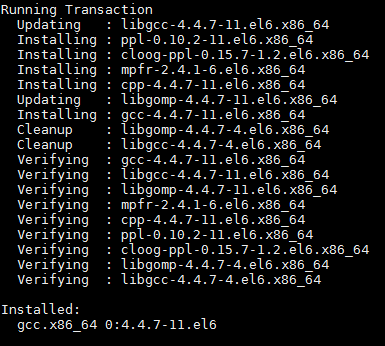 Running Transaction
  Updating   : libgcc-4.4.7-11.el6.x86_64
  Installing : ppl-0.10.2-11.el6.x86_64
  Installing : cloog-ppl-0.15.7-1.2.el6.x86_64
  Installing : mpfr-2.4.1-6.el6.x86_64
  Installing : cpp-4.4.7-11.el6.x86_64
  Updating   : libgomp-4.4.7-11.el6.x86_64
  Installing : gcc-4.4.7-11.el6.x86_64
  Cleanup    : libgomp-4.4.7-4.el6.x86_64
  Cleanup    : libgcc-4.4.7-4.el6.x86_64
  Verifying  : gcc-4.4.7-11.el6.x86_64
  Verifying  : libgcc-4.4.7-11.el6.x86_64
  Verifying  : libgomp-4.4.7-11.el6.x86_64
  Verifying  : mpfr-2.4.1-6.el6.x86_64
  Verifying  : cpp-4.4.7-11.el6.x86_64
  Verifying  : ppl-0.10.2-11.el6.x86_64
  Verifying  : cloog-ppl-0.15.7-1.2.el6.x86_64
  Verifying  : libgomp-4.4.7-4.el6.x86_64
  Verifying  : libgcc-4.4.7-4.el6.x86_64

Installed:
  gcc.x86_64 0:4.4.7-11.el6